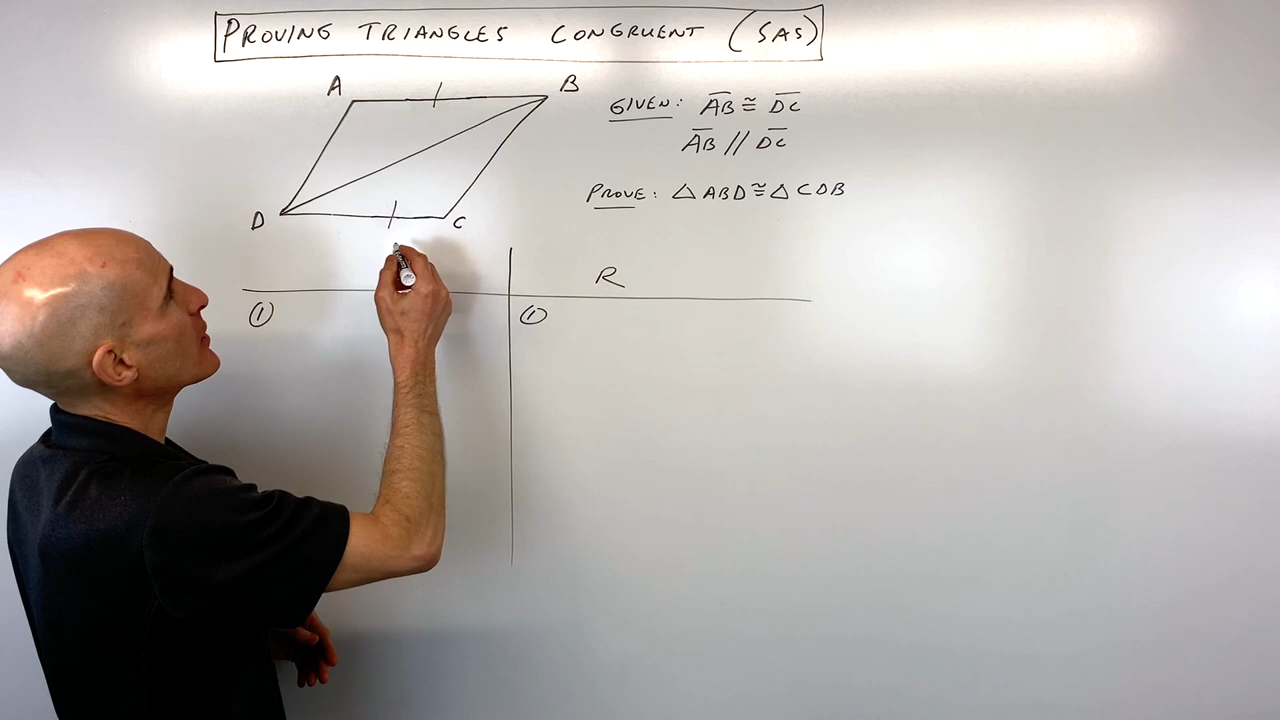 PROVING TRIANGLES CONGRUENT (SAS)
A
B
GIVEN: AB ≅ DC
AB // DC
PROVE: △ABD ≅ △CDB
D
C
R
① ①